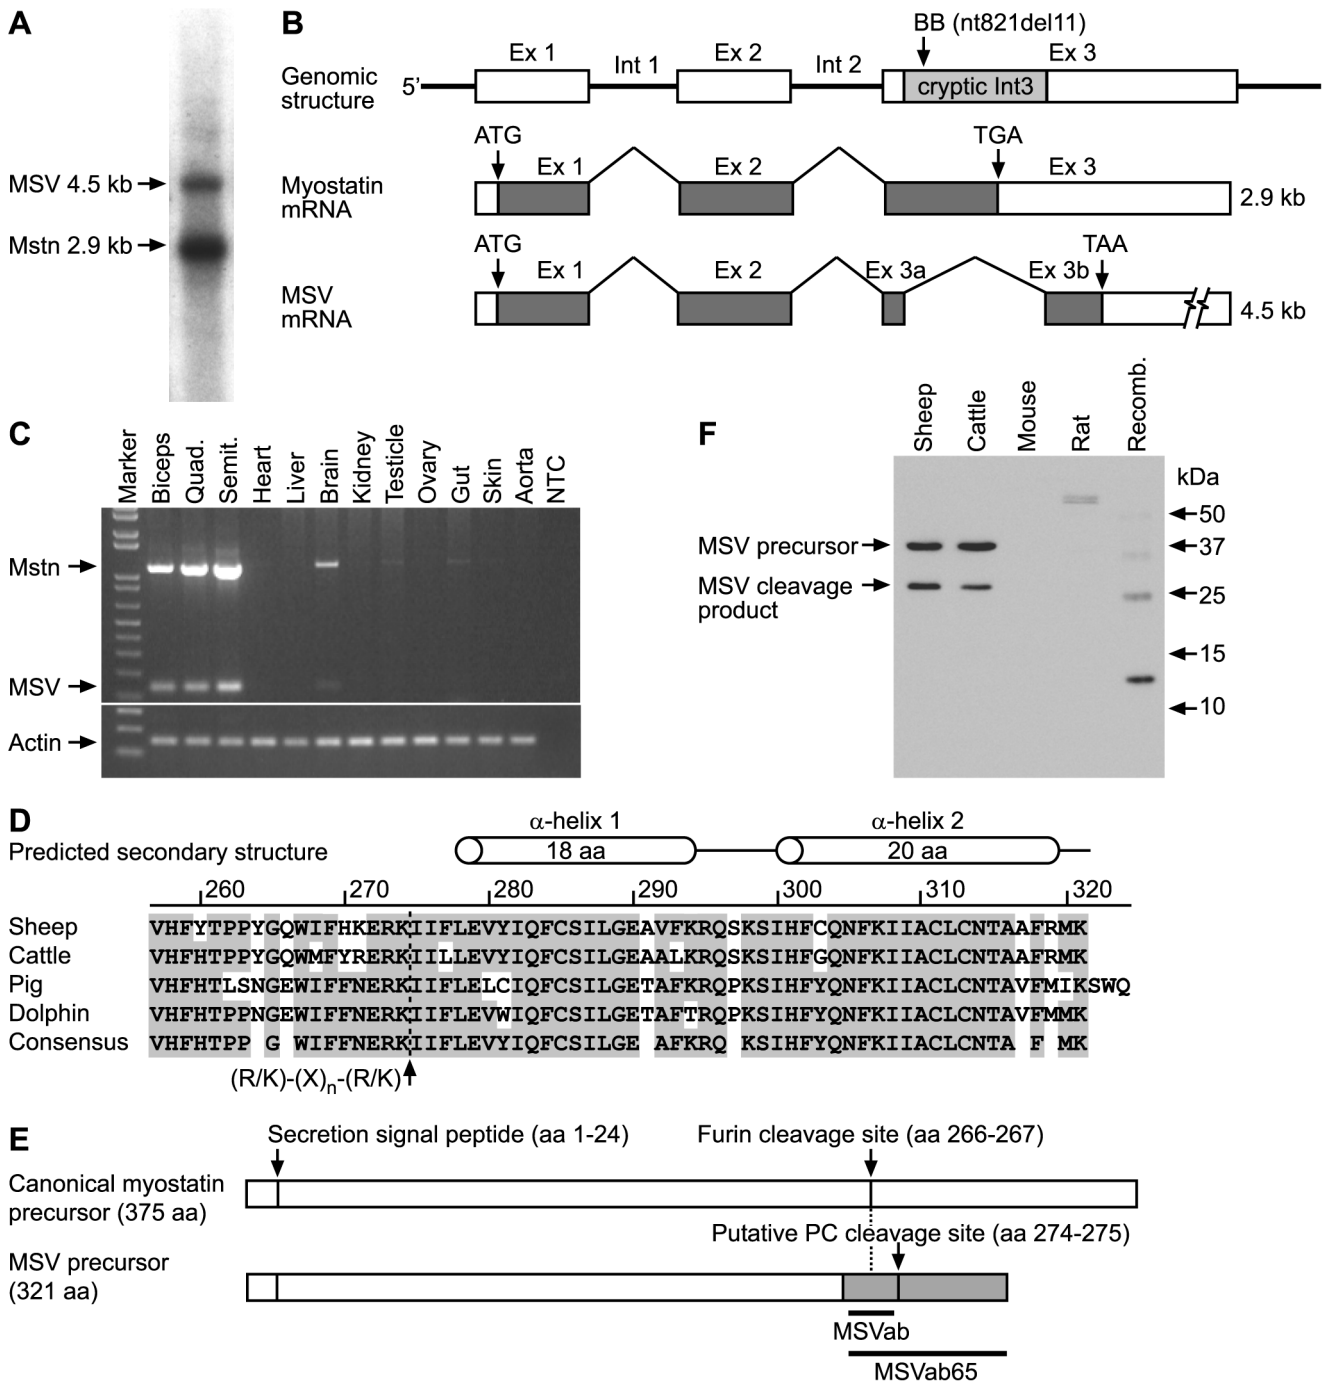 A
MSV 4.5 kb
Mstn 2.9 kb
B
BB (nt821del11)
Ex 1
Int 1
Ex 2
Int 2
Ex 3
Genomic
structure
5’
cryptic Int3
ATG
TGA
Ex 1
Ex 2
Ex 3
Myostatin
mRNA
2.9 kb
ATG
TAA
Ex 1
Ex 2
Ex 3a
Ex 3b
MSV
mRNA
4.5 kb
C
Marker
Biceps
Quad.
Semit.
Heart
Liver
Brain
Kidney
Testicle
Ovary
Gut
Skin
Aorta
NTC
Mstn
MSV
Actin
F
Sheep
Cattle
Mouse
Rat
Recomb.
kDa
50
MSV precursor
37
MSV cleavage
product
25
15
10
D
α-helix 1
α-helix 2
Predicted secondary structure
18 aa
20 aa
260 270 280 290 300 310 320
Sheep VHFYTPPYGQWIFHKERKIIFLEVYIQFCSILGEAVFKRQSKSIHFCQNFKIIACLCNTAAFRMK
Cattle VHFHTPPYGQWMFYRERKIILLEVYIQFCSILGEAALKRQSKSIHFCQNFKIIACLCNTAAFRMK
Pig VHFHTLSNGEWIFFNERKIIFLELCIQFCSILGETAFKRQPKSIHFYQNFKIIACLCNTAVFMIKSWQ
Dolphin VHFHTPPNGEWIFFNERKIIFLEVWIQFCSILGETAFTRQPKSIHFYQNFKIIACLCNTAVFMMK
Consensus VHFHTPP G WIFFNERKIIFLEVYIQFCSILGE AFKRQ KSIHFYQNFKIIACLCNTA F MK
(R/K)-(X)n-(R/K)
E
Secretion signal peptide (aa 1-24)
Furin cleavage site (aa 266-267)
Canonical myostatin
precursor (375 aa)
Putative PC cleavage site (aa 274-275)
MSV precursor
(321 aa)
MSVab
MSVab65